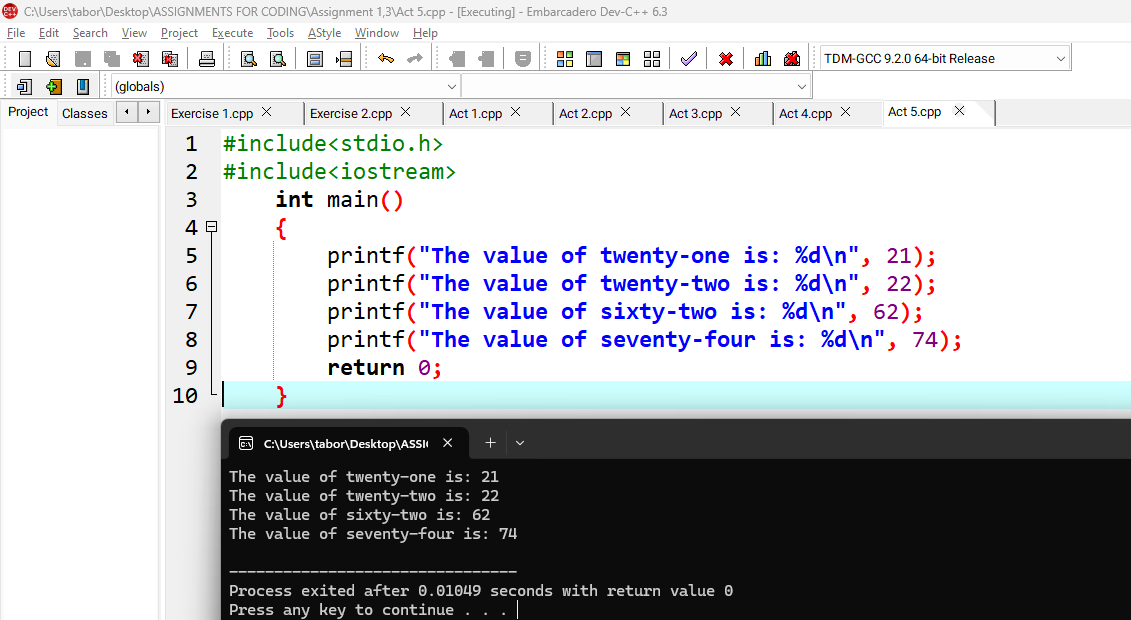 C:\Users\tabor\Desktop\ASSIGNMENTS FOR CODING\Assignment 1,3\Act 5.cpp - [Executing] - Embarcadero Dev-C++ 6.3
File Edit Search View Project Execute Tools AStyle Window Help
TDM-GCC 9.2.0 64-bit Release
(globals)
Project Classes Exercise 1.cpp Exercise 2.cpp Act 1.cpp Act 2.cpp Act 3.cpp Act 4.cpp Act 5.cpp
1 #include<stdio.h>
2 #include<iostream>
3 int main()
4 {
5 printf("The value of twenty-one is: %d\n", 21);
6 printf("The value of twenty-two is: %d\n", 22);
7 printf("The value of sixty-two is: %d\n", 62);
8 printf("The value of seventy-four is: %d\n", 74);
9 return 0;
10 }
C:\Users\tabor\Desktop\ASSI
The value of twenty-one is: 21
The value of twenty-two is: 22
The value of sixty-two is: 62
The value of seventy-four is: 74
--------------------------------
Process exited after 0.01049 seconds with return value 0
Press any key to continue . . .